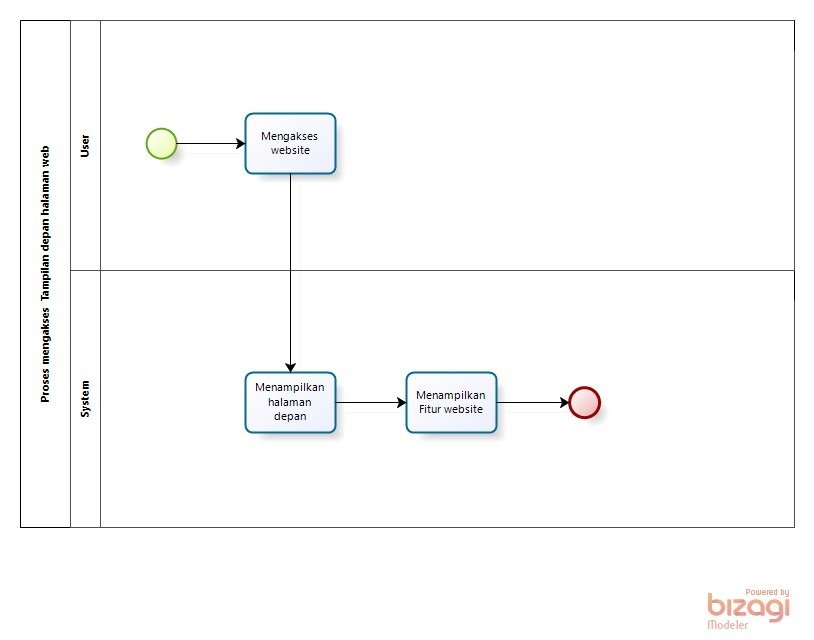 Proses mengakses Tampilan depan halaman web
User
Mengakses
website
System
Menampilkan
halaman
depan
Menampilkan
Fitur website
Powered by
bizagi
Modeler